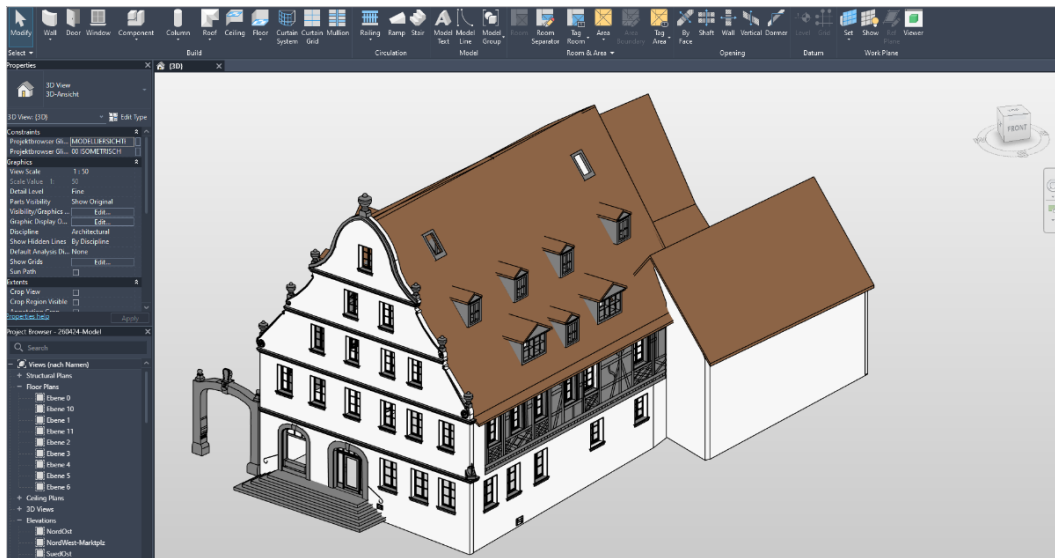 Modify
Wall
Door
Window
Component
Column
Roof
Ceiling
Floor
Curtain System
Curtain Grid
Mullion
Railing
Ramp
Stair
Model Text
Model Line
Model Group
Room
Room Separator
Tag Room
Area
Area Boundary
Tag Area
By Face
Shaft
Wall
Vertical
Dormer
Level
Grid
Set
Show
Ref Plane
Viewer
Select
Build
Circulation
Model
Room & Area
Opening
Datum
Work Plane
Properties
{3D}
3D View
3D-Ansicht
3D View: {3D}
Edit Type
Constraints
Projektbrowser Gli... MODELLIERSICHTI
Projektbrowser Gli... 00 ISOMETRISCH
Graphics
View Scale 1 : 50
Scale Value 1: 50
Detail Level Fine
Parts Visibility Show Original
Visibility/Graphics ... Edit...
Graphic Display O... Edit...
Discipline Architectural
Show Hidden Lines By Discipline
Default Analysis Di... None
Show Grids Edit...
Sun Path
Extents
Crop View
Crop Region Visible
Properties help
Apply
Project Browser - 260424-Model
Search
Views (nach Namen)
Structural Plans
Floor Plans
Ebene 0
Ebene 10
Ebene 1
Ebene 11
Ebene 2
Ebene 3
Ebene 4
Ebene 5
Ebene 6
Ceiling Plans
3D Views
Elevations
NordOst
NordWest-Marktplz
SuedOst
FRONT